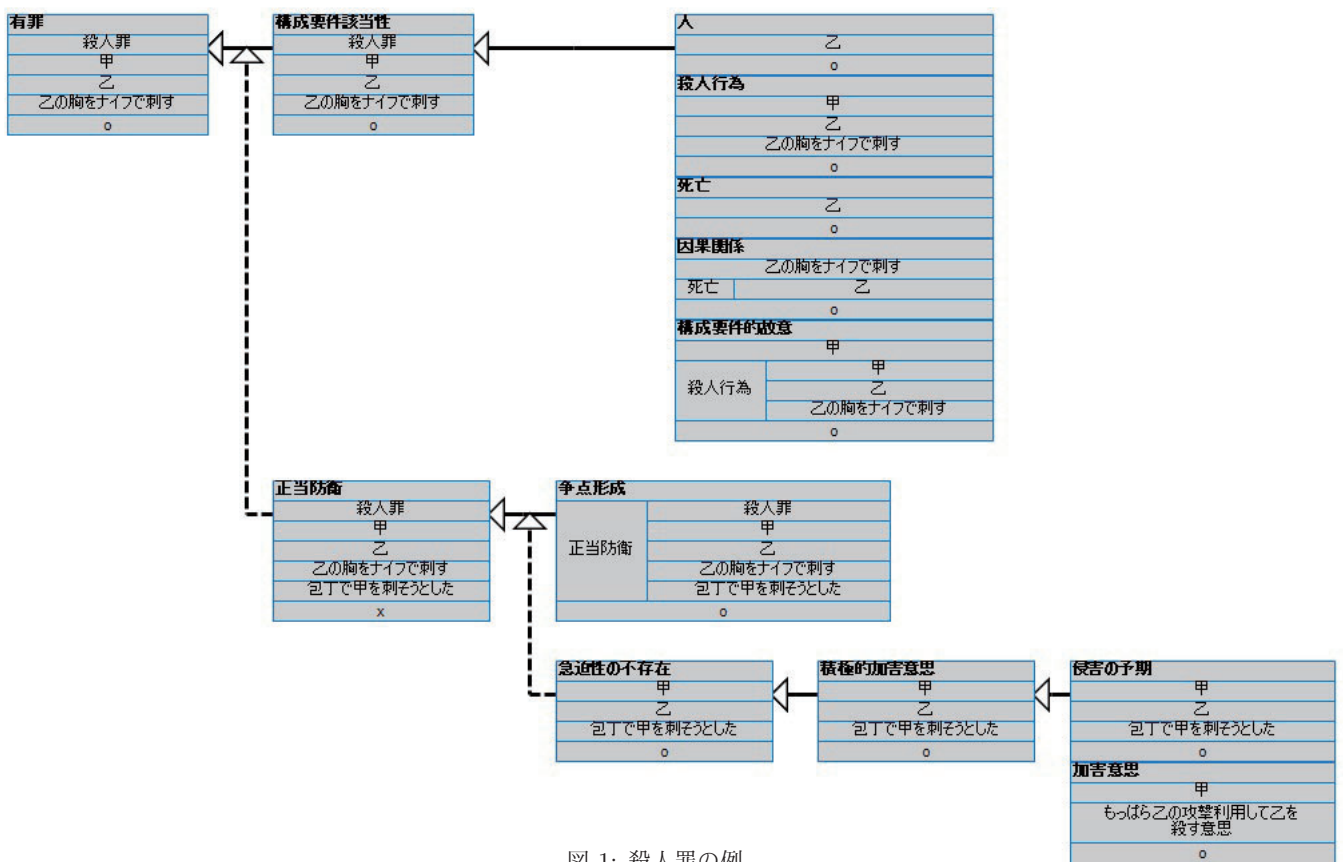 有罪
殺人罪
甲
乙
乙の胸をナイフで刺す
o
構成要件該当性
殺人罪
甲
乙
乙の胸をナイフで刺す
o
人
乙
o
殺人行為
甲
乙
乙の胸をナイフで刺す
o
死亡
乙
o
因果関係
乙の胸をナイフで刺す
死亡 乙
o
構成要件的故意
甲
殺人行為
甲
乙
乙の胸をナイフで刺す
o
正当防衛
殺人罪
甲
乙
乙の胸をナイフで刺す
包丁で甲を刺そうとした
x
争点形成
正当防衛
殺人罪
甲
乙
乙の胸をナイフで刺す
包丁で甲を刺そうとした
o
急迫性の不存在
甲
乙
包丁で甲を刺そうとした
o
積極的加害意思
甲
乙
包丁で甲を刺そうとした
o
侵害の予期
甲
乙
包丁で甲を刺そうとした
o
加害意思
甲
もっぱら乙の攻撃利用して乙を
殺す意思
o
図 1: 殺人罪の例